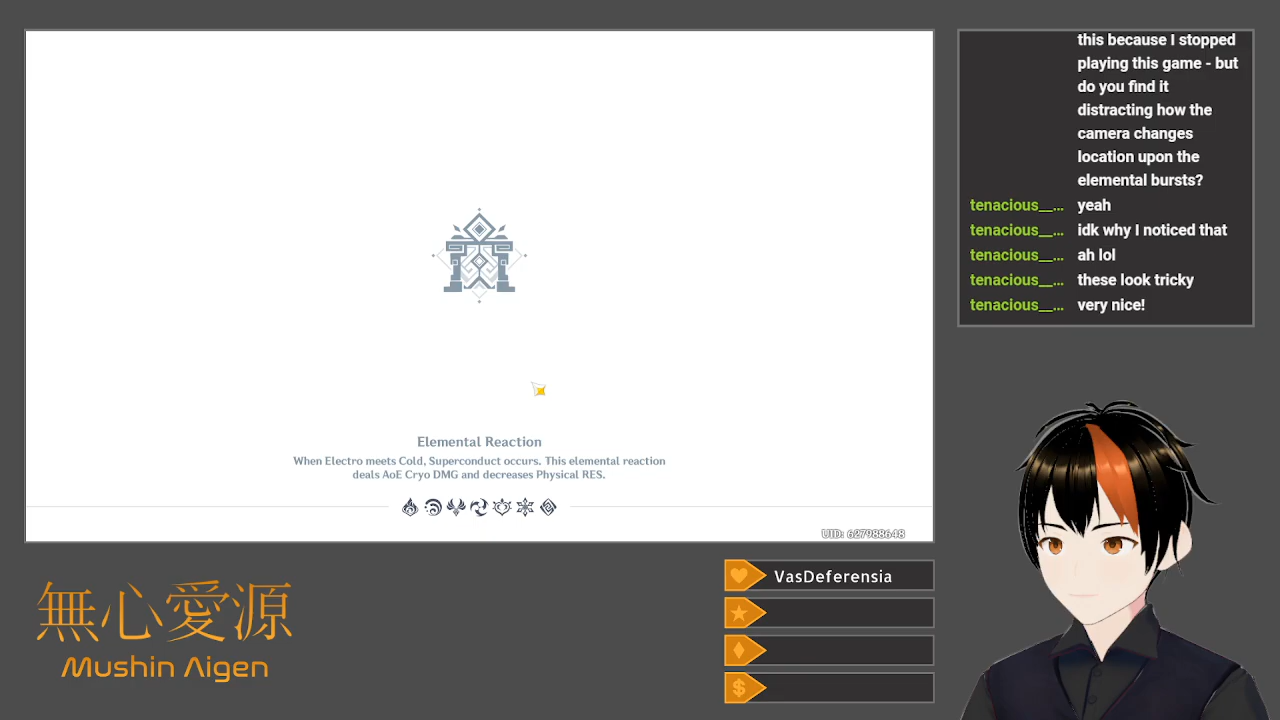 this because I stopped
playing this game - but
do you find it
distracting how the
camera changes
location upon the
elemental bursts?
tenacious__... yeah
tenacious__... idk why I noticed that
tenacious__... ah lol
tenacious__... these look tricky
tenacious__... very nice!
Elemental Reaction
When Electro meets Cold, Superconduct occurs. This elemental reaction
deals AoE Cryo DMG and decreases Physical RES.
UID: 627988648
無心愛源
Mushin Aigen
VasDeferensia
$